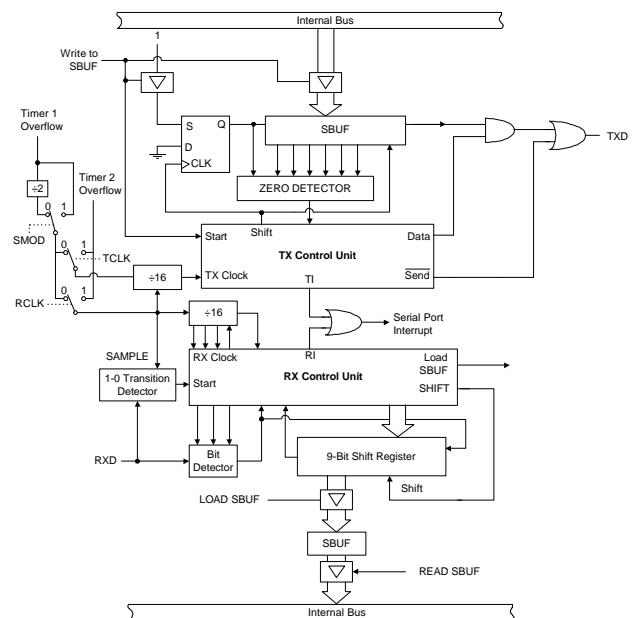 Internal Bus
1
Write to
SBUF
Timer 1
Overflow
S
Q
D
CLK
SBUF
TXD
÷2
Timer 2
Overflow
ZERO DETECTOR
0 1
SMOD
Shift
Start
Data
TX Control Unit
0 1
TCLK
÷16
TX Clock
TI
Send
0 1
RCLK
÷16
Serial Port
Interrupt
SAMPLE
RX Clock
RI
Load
SBUF
1-0 Transition
Detector
Start
RX Control Unit
SHIFT
RXD
Bit
Detector
9-Bit Shift Register
Shift
LOAD SBUF
SBUF
READ SBUF
Internal Bus